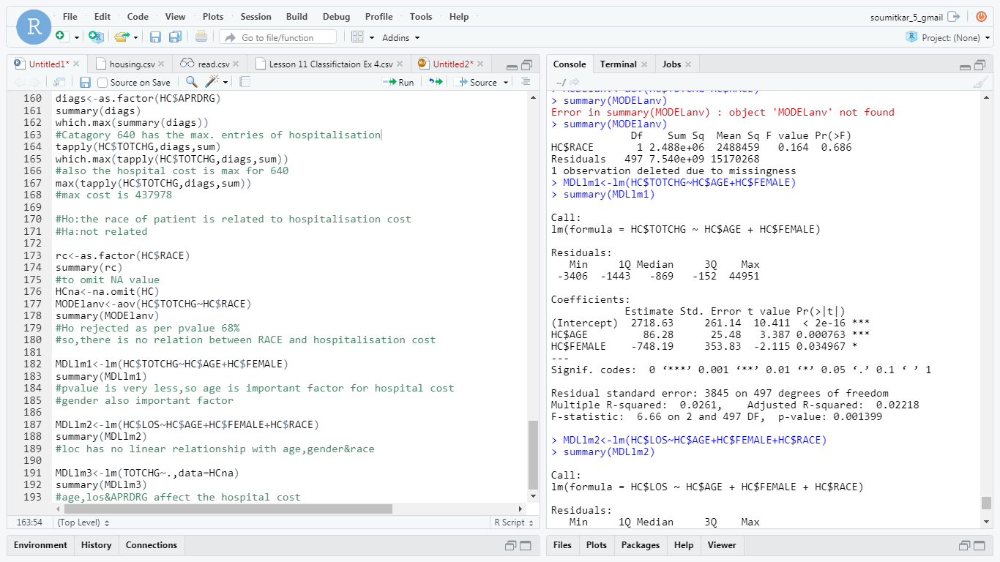 File Edit Code View Plots Session Build Debug Profile Tools Help
soumitkar_5_gmail
R
Go to file/function
Addins
Project: (None)
Untitled1*
housing.csv
read.csv
Lesson 11 Classifictaion Ex 4.csv
Untitled2*
Source on Save
Run
Source
160 diags<-as.factor(HC$APRDRG)
161 summary(diags)
162 which.max(summary(diags))
163 #Catagory 640 has the max. entries of hospitalisation
164 tapply(HC$TOTCHG,diags,sum)
165 which.max(tapply(HC$TOTCHG,diags,sum))
166 #also the hospital cost is max for 640
167 max(tapply(HC$TOTCHG,diags,sum))
168 #max cost is 437978
169
170 #Ho:the race of patient is related to hospitalisation cost
171 #Ha:not related
172
173 rc<-as.factor(HC$RACE)
174 summary(rc)
175 #to omit NA value
176 HCna<-na.omit(HC)
177 MODElanv<-aov(HC$TOTCHG~HC$RACE)
178 summary(MODElanv)
179 #Ho rejected as per pvalue 68%
180 #so,there is no relation between RACE and hospitalisation cost
181
182 MDLlm1<-lm(HC$TOTCHG~HC$AGE+HC$FEMALE)
183 summary(MDLlm1)
184 #pvalue is very less,so age is important factor for hospital cost
185 #gender also important factor
186
187 MDLlm2<-lm(HC$LOS~HC$AGE+HC$FEMALE+HC$RACE)
188 summary(MDLlm2)
189 #loc has no linear relationship with age,gender&race
190
191 MDLlm3<-lm(TOTCHG~.,data=HCna)
192 summary(MDLlm3)
193 #age,los&APRDRG affect the hospital cost
163:54 (Top Level) R Script
Environment History Connections
Console Terminal Jobs
~/
> MODElanv<-aov(HC$TOTCHG~HC$RACE)
> summary(MODELanv)
Error in summary(MODELanv) : object 'MODELanv' not found
> summary(MODElanv)
Df Sum Sq Mean Sq F value Pr(>F)
HC$RACE 1 2.488e+06 2488459 0.164 0.686
Residuals 497 7.540e+09 15170268
1 observation deleted due to missingness
> MDLlm1<-lm(HC$TOTCHG~HC$AGE+HC$FEMALE)
> summary(MDLlm1)
Call:
lm(formula = HC$TOTCHG ~ HC$AGE + HC$FEMALE)
Residuals:
Min 1Q Median 3Q Max
-3406 -1443 -869 -152 44951
Coefficients:
Estimate Std. Error t value Pr(>|t|)
(Intercept) 2718.63 261.14 10.411 < 2e-16 ***
HC$AGE 86.28 25.48 3.387 0.000763 ***
HC$FEMALE -748.19 353.83 -2.115 0.034967 *
---
Signif. codes: 0 ‘***’ 0.001 ‘**’ 0.01 ‘*’ 0.05 ‘.’ 0.1 ‘ ’ 1
Residual standard error: 3845 on 497 degrees of freedom
Multiple R-squared: 0.0261, Adjusted R-squared: 0.02218
F-statistic: 6.66 on 2 and 497 DF, p-value: 0.001399
> MDLlm2<-lm(HC$LOS~HC$AGE+HC$FEMALE+HC$RACE)
> summary(MDLlm2)
Call:
lm(formula = HC$LOS ~ HC$AGE + HC$FEMALE + HC$RACE)
Residuals:
Min 1Q Median 3Q Max
Files Plots Packages Help Viewer